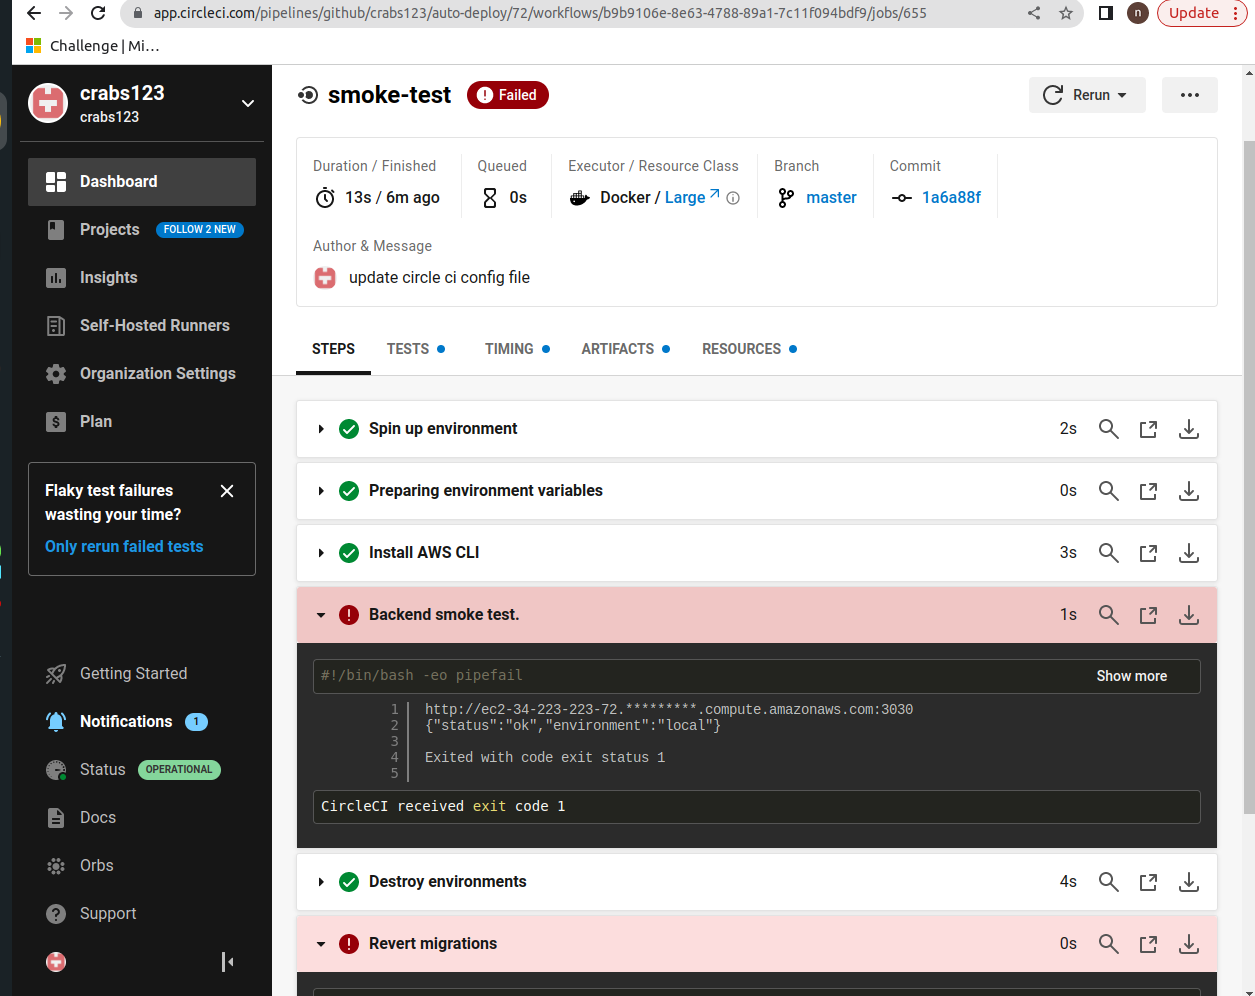 app.circleci.com/pipelines/github/crabs123/auto-deploy/72/workflows/b9b9106e-8e63-4788-89a1-7c11f094bdf9/jobs/655
n
Update
Challenge | Mi...
crabs123
crabs123
Dashboard
Projects FOLLOW 2 NEW
Insights
Self-Hosted Runners
Organization Settings
Plan
Flaky test failures
wasting your time?
Only rerun failed tests
Getting Started
Notifications 1
Status OPERATIONAL
Docs
Orbs
Support
smoke-test Failed
Rerun
Duration / Finished Queued Executor / Resource Class Branch Commit
13s / 6m ago 0s Docker / Large master 1a6a88f
Author & Message
update circle ci config file
STEPS TESTS TIMING ARTIFACTS RESOURCES
Spin up environment 2s
Preparing environment variables 0s
Install AWS CLI 3s
Backend smoke test. 1s
#!/bin/bash -eo pipefail Show more
1 http://ec2-34-223-223-72.*********.compute.amazonaws.com:3030
2 {"status":"ok","environment":"local"}
3
4 Exited with code exit status 1
5
CircleCI received exit code 1
Destroy environments 4s
Revert migrations 0s